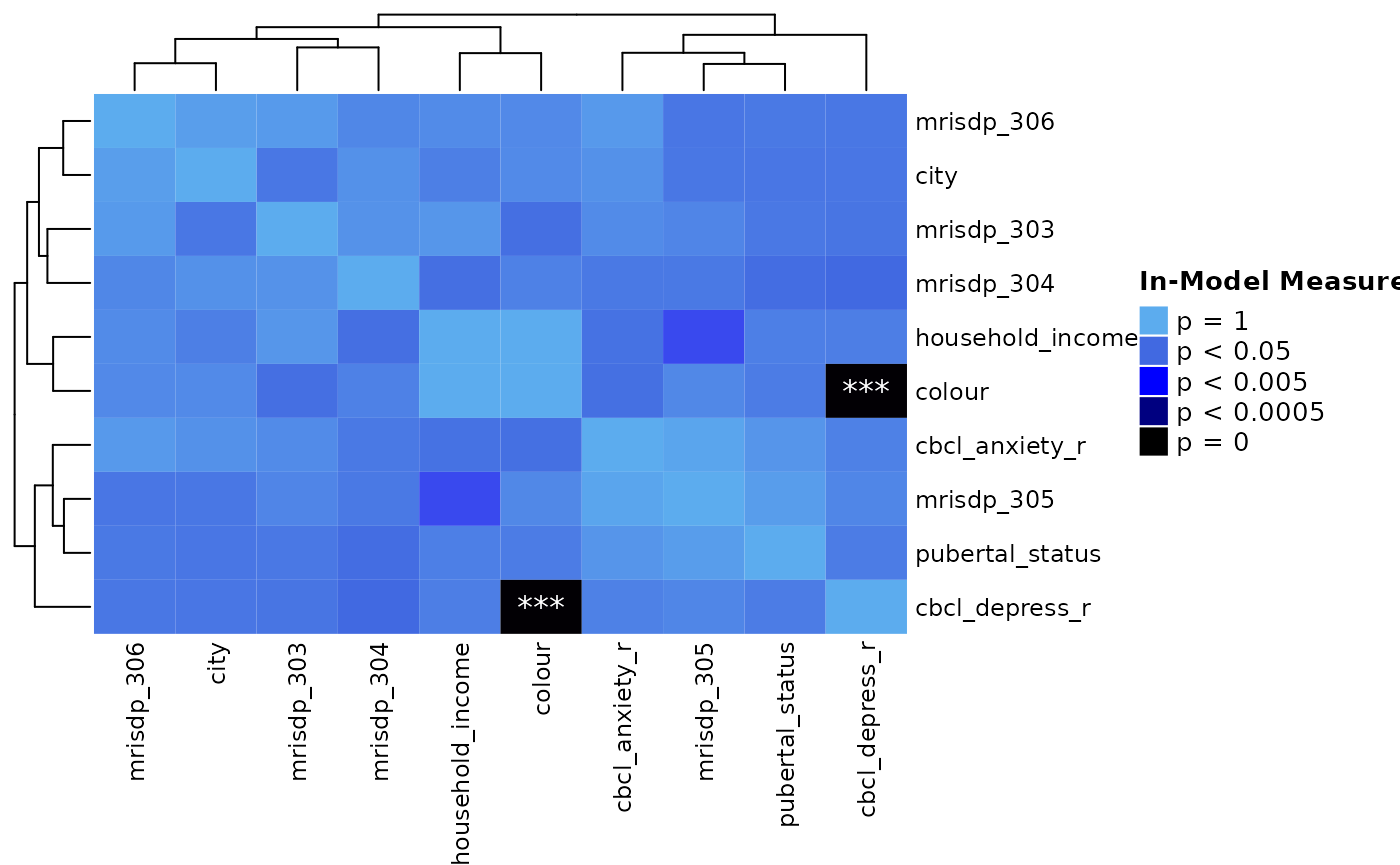 mrisdp_306
city
mrisdp_303
mrisdp_304
household_income
colour
***
cbcl_anxiety_r
mrisdp_305
pubertal_status
***
cbcl_depress_r
In-Model Measure
p = 1
p < 0.05
p < 0.005
p < 0.0005
p = 0
mrisdp_306
city
mrisdp_303
mrisdp_304
household_income
colour
cbcl_anxiety_r
mrisdp_305
pubertal_status
cbcl_depress_r